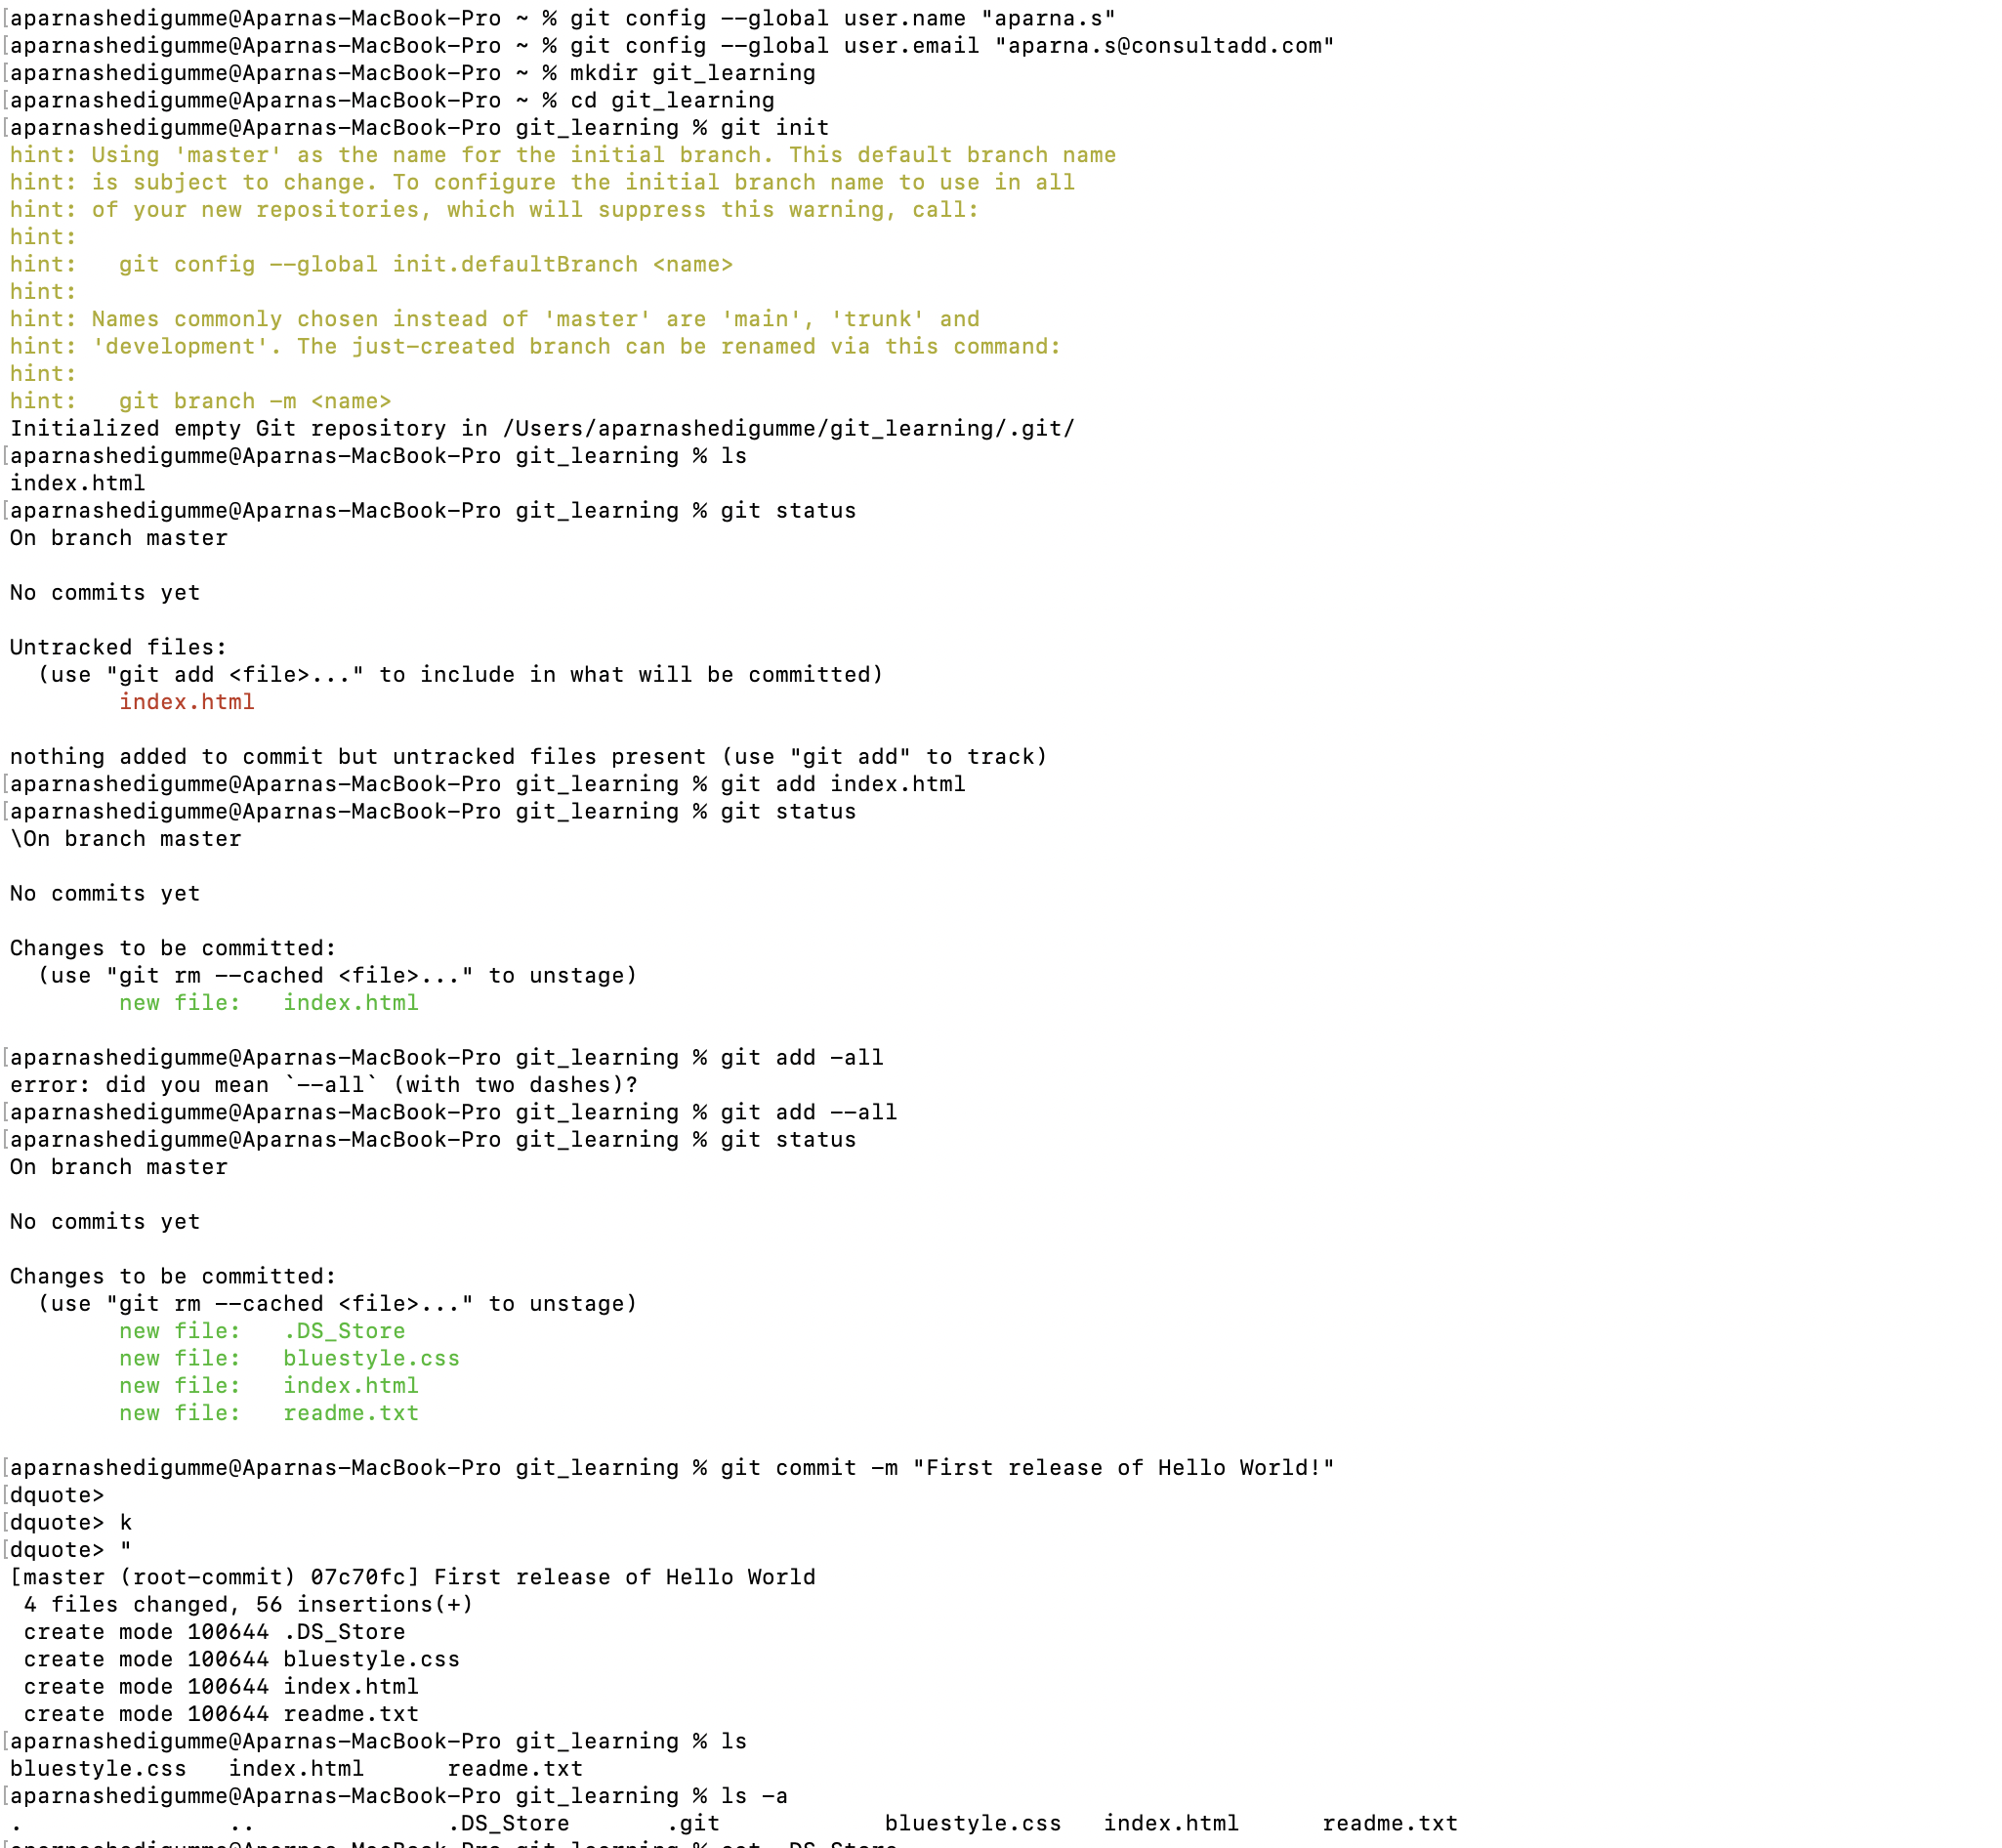 [aparnashedigumme@Aparnas-MacBook-Pro ~ % git config --global user.name "aparna.s"
[aparnashedigumme@Aparnas-MacBook-Pro ~ % git config --global user.email "aparna.s@consultadd.com"
[aparnashedigumme@Aparnas-MacBook-Pro ~ % mkdir git_learning
[aparnashedigumme@Aparnas-MacBook-Pro ~ % cd git_learning
[aparnashedigumme@Aparnas-MacBook-Pro git_learning % git init
hint: Using 'master' as the name for the initial branch. This default branch name
hint: is subject to change. To configure the initial branch name to use in all
hint: of your new repositories, which will suppress this warning, call:
hint:
hint:   git config --global init.defaultBranch <name>
hint:
hint: Names commonly chosen instead of 'master' are 'main', 'trunk' and
hint: 'development'. The just-created branch can be renamed via this command:
hint:
hint:   git branch -m <name>
Initialized empty Git repository in /Users/aparnashedigumme/git_learning/.git/
[aparnashedigumme@Aparnas-MacBook-Pro git_learning % ls
index.html
[aparnashedigumme@Aparnas-MacBook-Pro git_learning % git status
On branch master

No commits yet

Untracked files:
  (use "git add <file>..." to include in what will be committed)
        index.html

nothing added to commit but untracked files present (use "git add" to track)
[aparnashedigumme@Aparnas-MacBook-Pro git_learning % git add index.html
[aparnashedigumme@Aparnas-MacBook-Pro git_learning % git status
\On branch master

No commits yet

Changes to be committed:
  (use "git rm --cached <file>..." to unstage)
        new file:   index.html

[aparnashedigumme@Aparnas-MacBook-Pro git_learning % git add -all
error: did you mean `--all` (with two dashes)?
[aparnashedigumme@Aparnas-MacBook-Pro git_learning % git add --all
[aparnashedigumme@Aparnas-MacBook-Pro git_learning % git status
On branch master

No commits yet

Changes to be committed:
  (use "git rm --cached <file>..." to unstage)
        new file:   .DS_Store
        new file:   bluestyle.css
        new file:   index.html
        new file:   readme.txt

[aparnashedigumme@Aparnas-MacBook-Pro git_learning % git commit -m "First release of Hello World!"
[dquote>
[dquote> k
[dquote> "
[master (root-commit) 07c70fc] First release of Hello World
 4 files changed, 56 insertions(+)
 create mode 100644 .DS_Store
 create mode 100644 bluestyle.css
 create mode 100644 index.html
 create mode 100644 readme.txt
[aparnashedigumme@Aparnas-MacBook-Pro git_learning % ls
bluestyle.css   index.html      readme.txt
[aparnashedigumme@Aparnas-MacBook-Pro git_learning % ls -a
.               ..              .DS_Store       .git            bluestyle.css   index.html      readme.txt